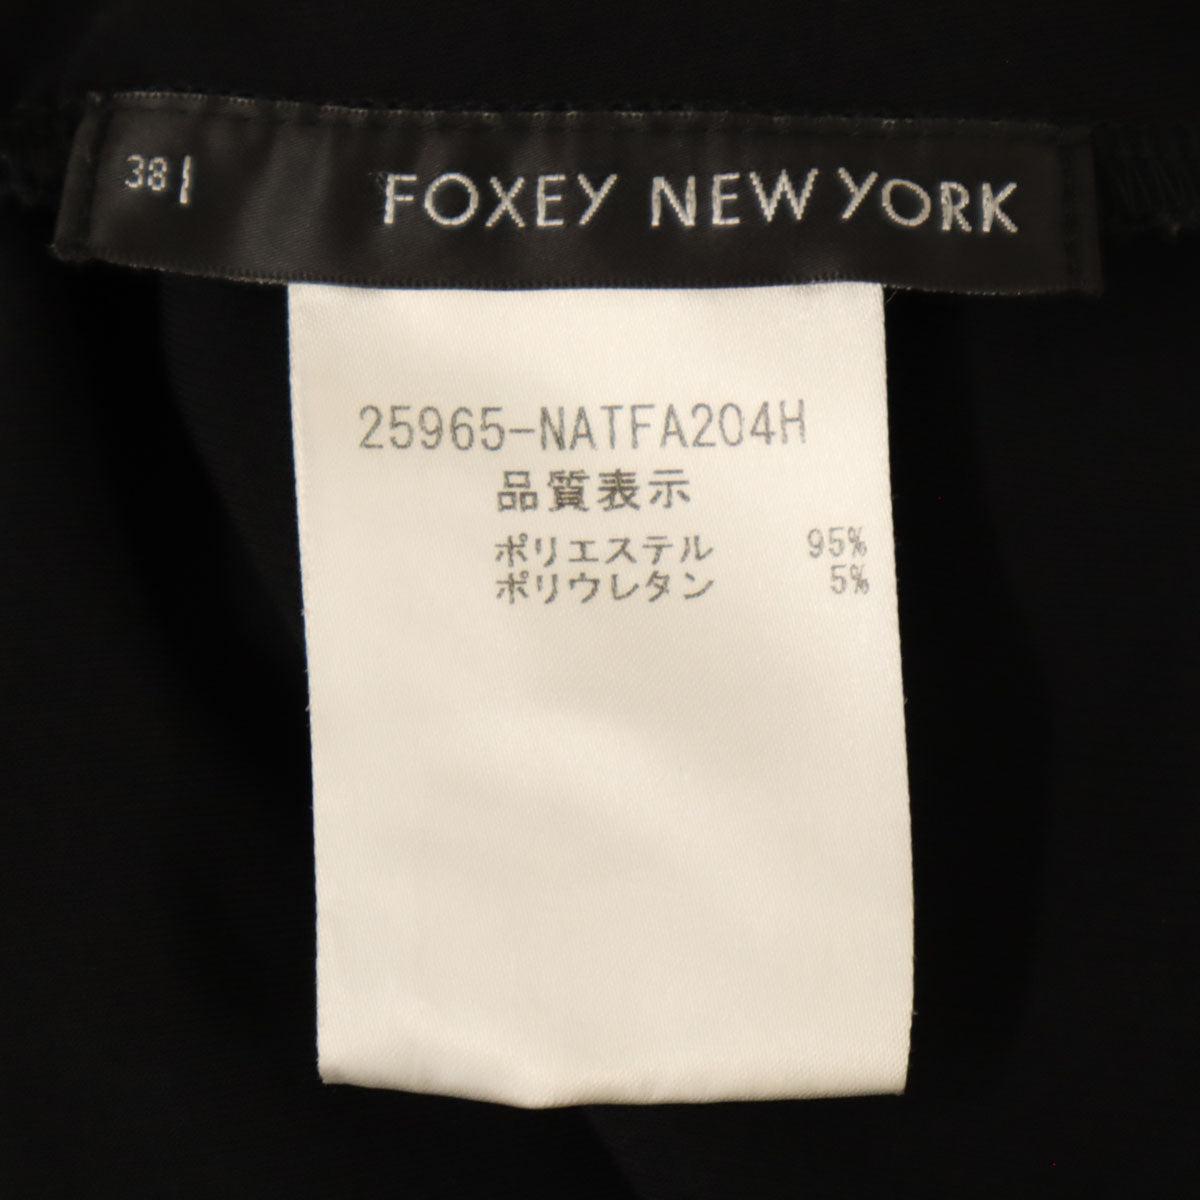 38
FOXEY NEW YORK
25965-NATFA204H
品質表示
ポリエステル 95%
ポリウレタン 5%